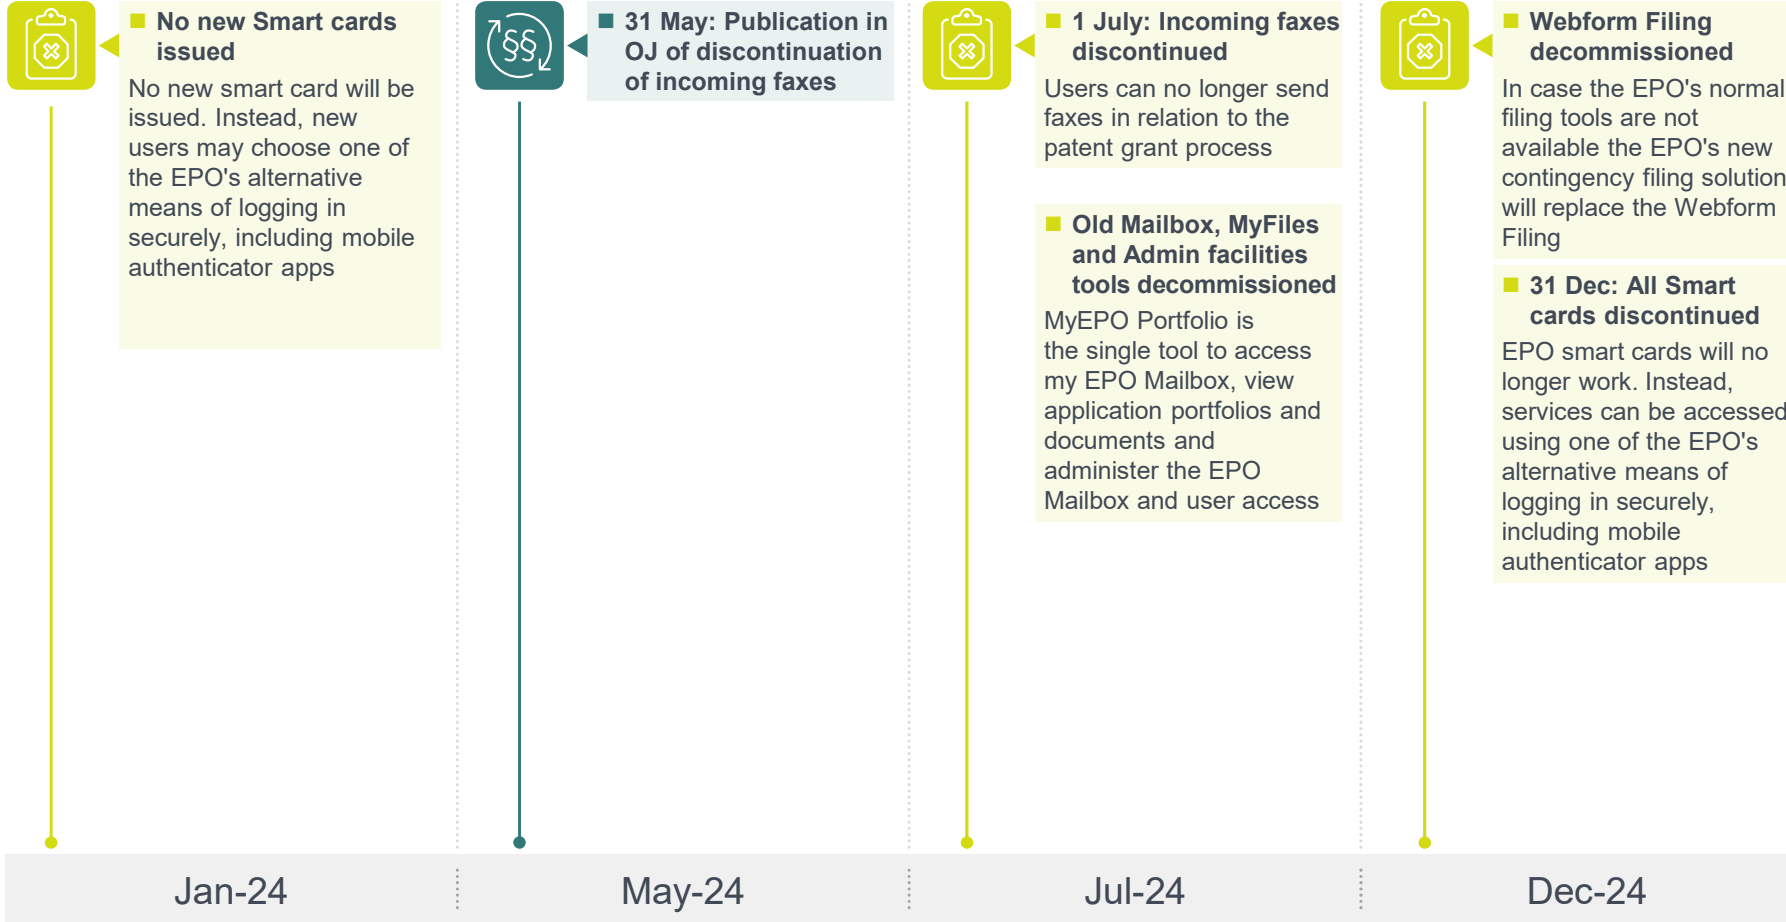 No new Smart cards
issued
No new smart card will be
issued. Instead, new
users may choose one of
the EPO's alternative
means of logging in
securely, including mobile
authenticator apps
§§
31 May: Publication in
OJ of discontinuation
of incoming faxes
1 July: Incoming faxes
discontinued
Users can no longer send
faxes in relation to the
patent grant process
Old Mailbox, MyFiles
and Admin facilities
tools decommissioned
MyEPO Portfolio is
the single tool to access
my EPO Mailbox, view
application portfolios and
documents and
administer the EPO
Mailbox and user access
Webform Filing
decommissioned
In case the EPO's normal
filing tools are not
available the EPO's new
contingency filing solution
will replace the Webform
Filing
31 Dec: All Smart
cards discontinued
EPO smart cards will no
longer work. Instead,
services can be accessed
using one of the EPO's
alternative means of
logging in securely,
including mobile
authenticator apps
Jan-24
May-24
Jul-24
Dec-24